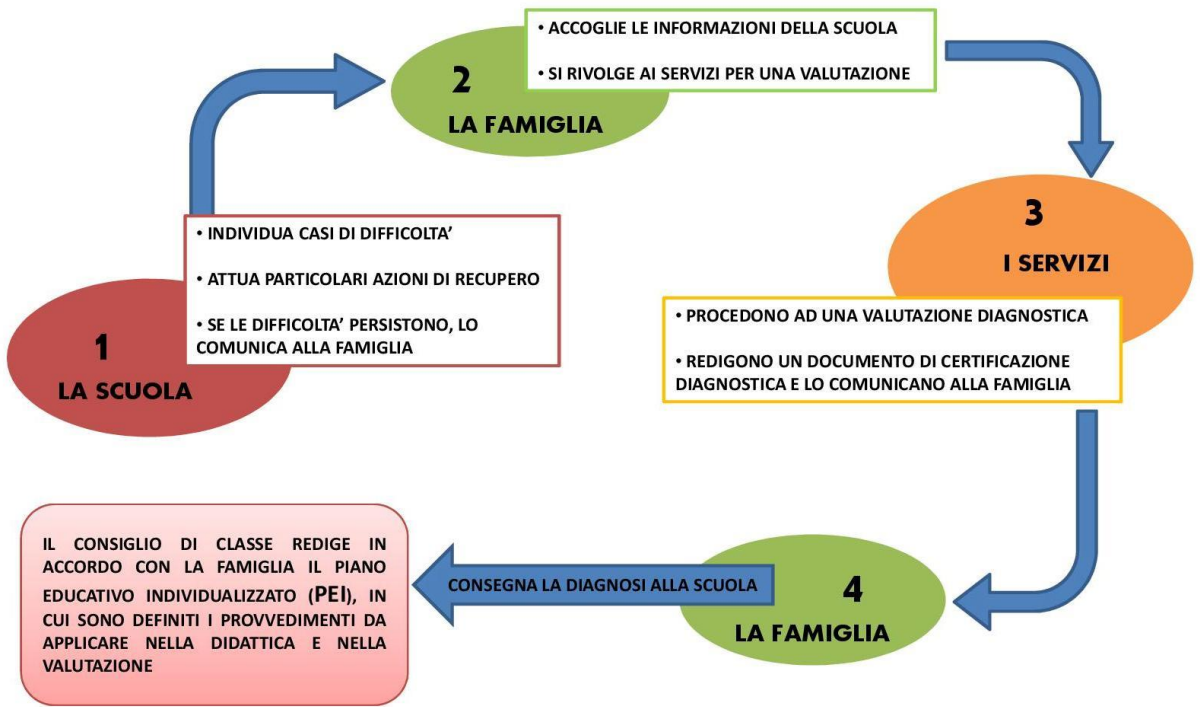 1
LA SCUOLA
• INDIVIDUA CASI DI DIFFICOLTA’
• ATTUA PARTICOLARI AZIONI DI RECUPERO
• SE LE DIFFICOLTA’ PERSISTONO, LO
COMUNICA ALLA FAMIGLIA
2
LA FAMIGLIA
• ACCOGLIE LE INFORMAZIONI DELLA SCUOLA
• SI RIVOLGE AI SERVIZI PER UNA VALUTAZIONE
3
I SERVIZI
• PROCEDONO AD UNA VALUTAZIONE DIAGNOSTICA
• REDIGONO UN DOCUMENTO DI CERTIFICAZIONE
DIAGNOSTICA E LO COMUNICANO ALLA FAMIGLIA
4
LA FAMIGLIA
CONSEGNA LA DIAGNOSI ALLA SCUOLA
IL CONSIGLIO DI CLASSE REDIGE IN
ACCORDO CON LA FAMIGLIA IL PIANO
EDUCATIVO INDIVIDUALIZZATO (PEI), IN
CUI SONO DEFINITI I PROVVEDIMENTI DA
APPLICARE NELLA DIDATTICA E NELLA
VALUTAZIONE